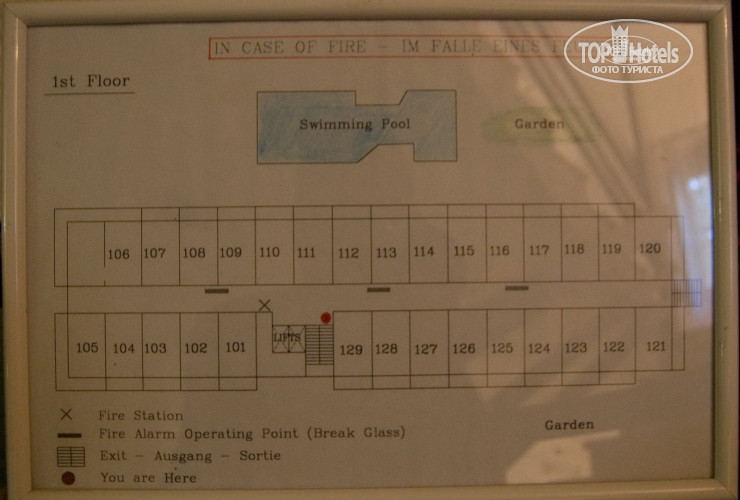 IN CASE OF FIRE – IM FALLE EINES
TOPHotels
ФОТО ТУРИСТА
1st Floor
Swimming Pool
Garden
106 107 108 109 110 111 112 113 114 115 116 117 118 119 120
105 104 103 102 101 LIFTS 129 128 127 126 125 124 123 122 121
Fire Station
Fire Alarm Operating Point (Break Glass)
Garden
Exit – Ausgang – Sortie
You are Here